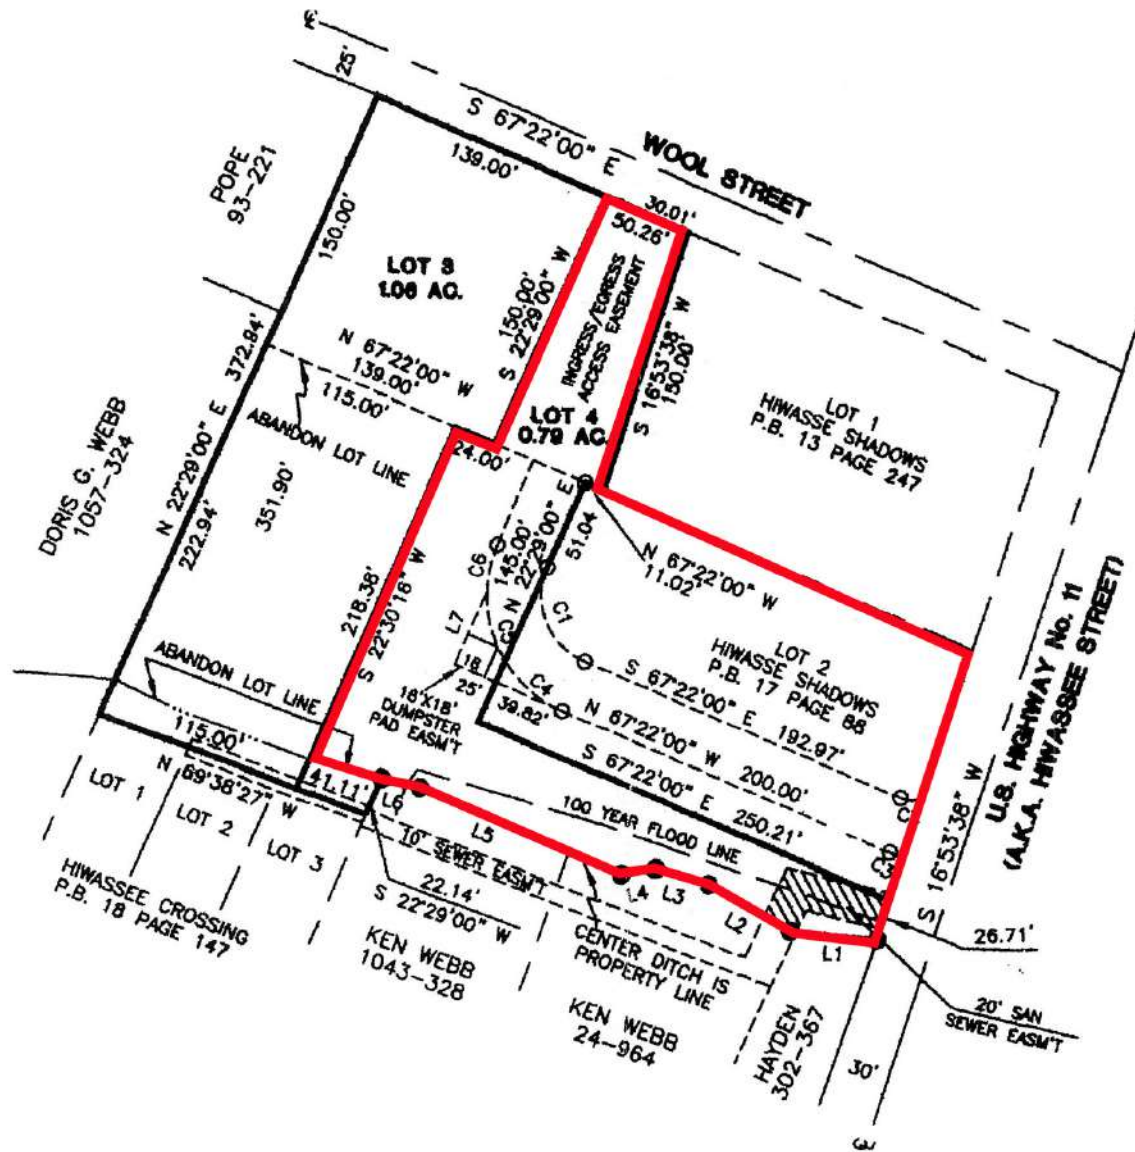 25'
S 67°22'00" E
WOOL STREET
139.00'
30.01'
50.26'
POPE
93-221
150.00'
LOT 3
1.06 AC.
150.00'
S 22°29'00" W
INGRESS/EGRESS
ACCESS EASEMENT
S 16°53'38" W
150.00'
LOT 1
HIWASSE SHADOWS
P.B. 13 PAGE 247
N 67°22'00" W
139.00'
115.00'
ABANDON LOT LINE
LOT 4
0.79 AC.
24.00'
DORIS G. WEBB
1057-324
N 22°29'00" E
372.94'
222.94'
351.90'
218.38'
S 22°30'18" W
C6
145.00'
N 22°29'00" E
51.04
C5
C1
L7
18
25'
C4
39.82'
18'X18'
DUMPSTER
PAD EASM'T
N 67°22'00" W
11.02'
LOT 2
HIWASSE SHADOWS
P.B. 17 PAGE 88
S 67°22'00" E
192.97'
N 67°22'00" W
200.00'
S 67°22'00" E
250.21'
U.S. HIGHWAY No. 11
(A.K.A. HIWASSEE STREET)
S 16°53'38" W
ABANDON LOT LINE
115.00'
N 69°38'27" W
41.11'
L6
L5
100 YEAR FLOOD LINE
10' SEWER EASM'T
L4
L3
L2
L1
26.71'
LOT 1
LOT 2
LOT 3
HIWASSEE CROSSING
P.B. 18 PAGE 147
22.14'
S 22°29'00" W
KEN WEBB
1043-328
CENTER DITCH IS
PROPERTY LINE
KEN WEBB
24-964
HAYDEN
302-367
20' SAN
SEWER EASM'T
30'